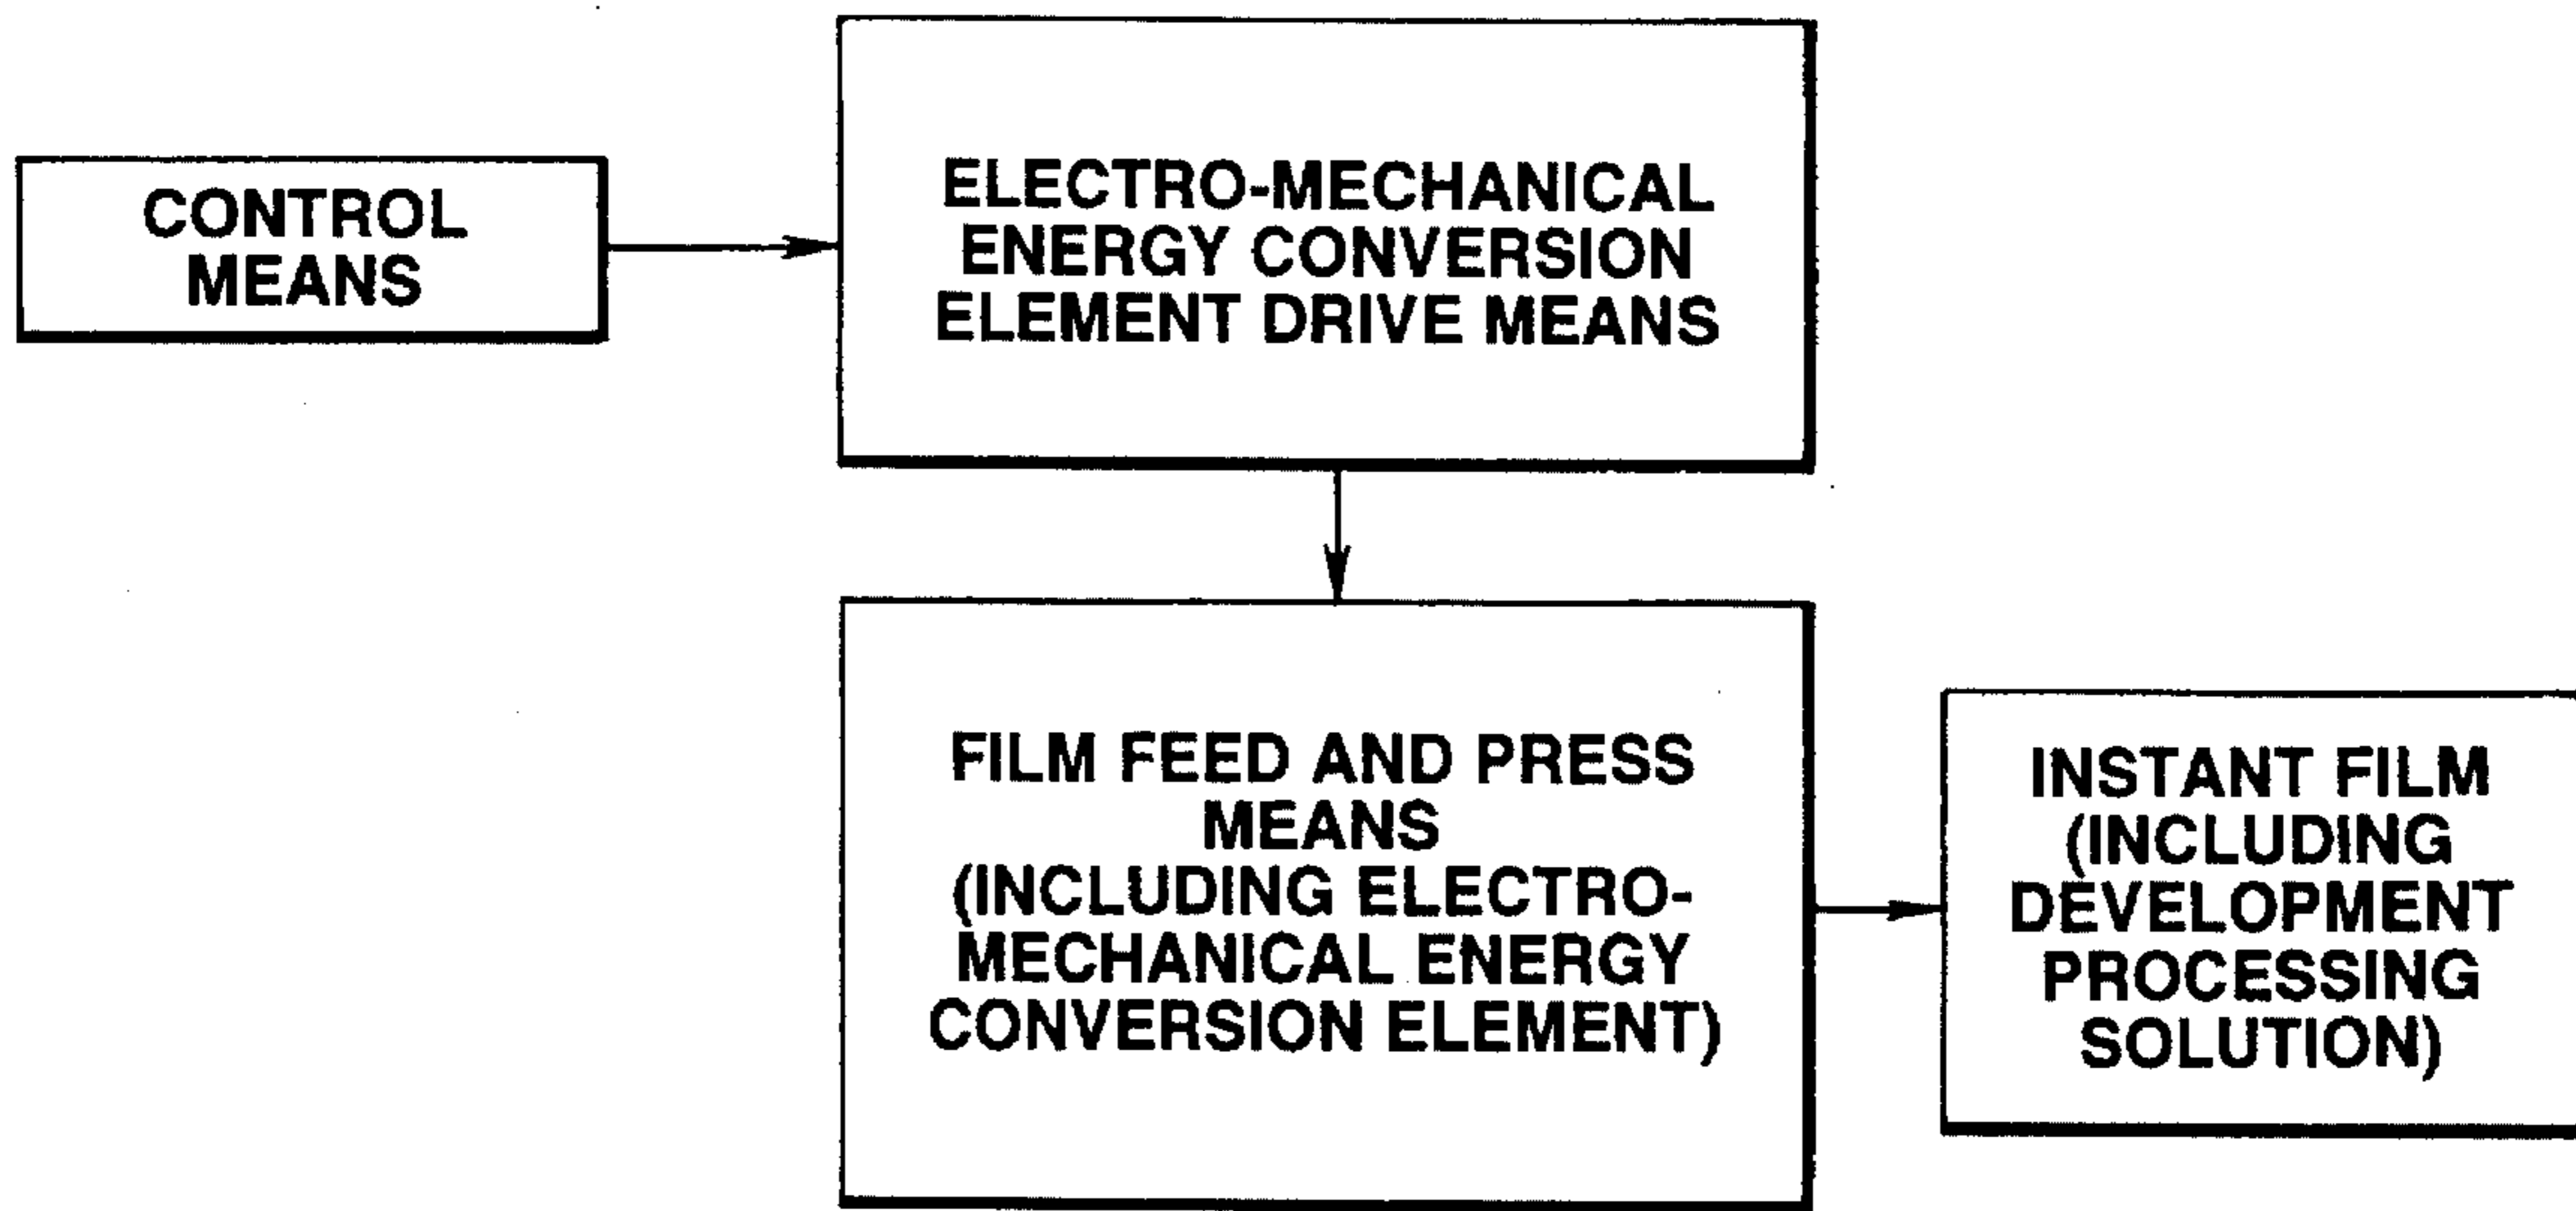 CONTROL
MEANS
ELECTRO-MECHANICAL
ENERGY CONVERSION
ELEMENT DRIVE MEANS
FILM FEED AND PRESS
MEANS
(INCLUDING ELECTRO-
MECHANICAL ENERGY
CONVERSION ELEMENT)
INSTANT FILM
(INCLUDING
DEVELOPMENT
PROCESSING
SOLUTION)